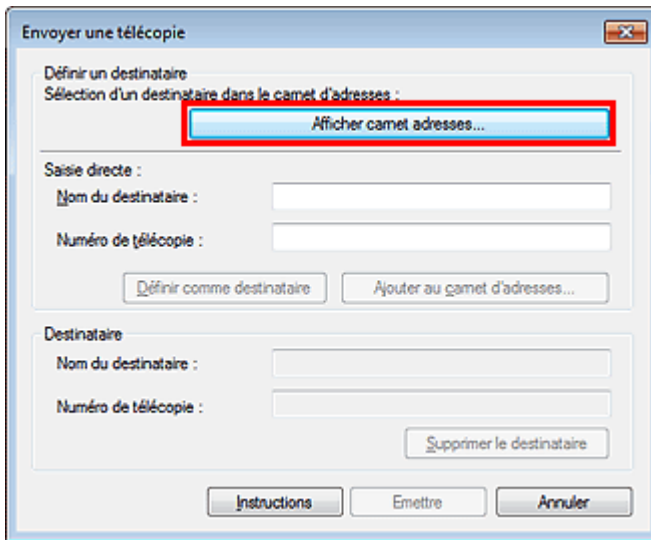 Envoyer une télécopie
Définir un destinataire
Sélection d'un destinataire dans le carnet d'adresses :
Afficher carnet adresses...
Saisie directe :
Nom du destinataire :
Numéro de télécopie :
Définir comme destinataire
Ajouter au carnet d'adresses...
Destinataire
Nom du destinataire :
Numéro de télécopie :
Supprimer le destinataire
Instructions
Emettre
Annuler